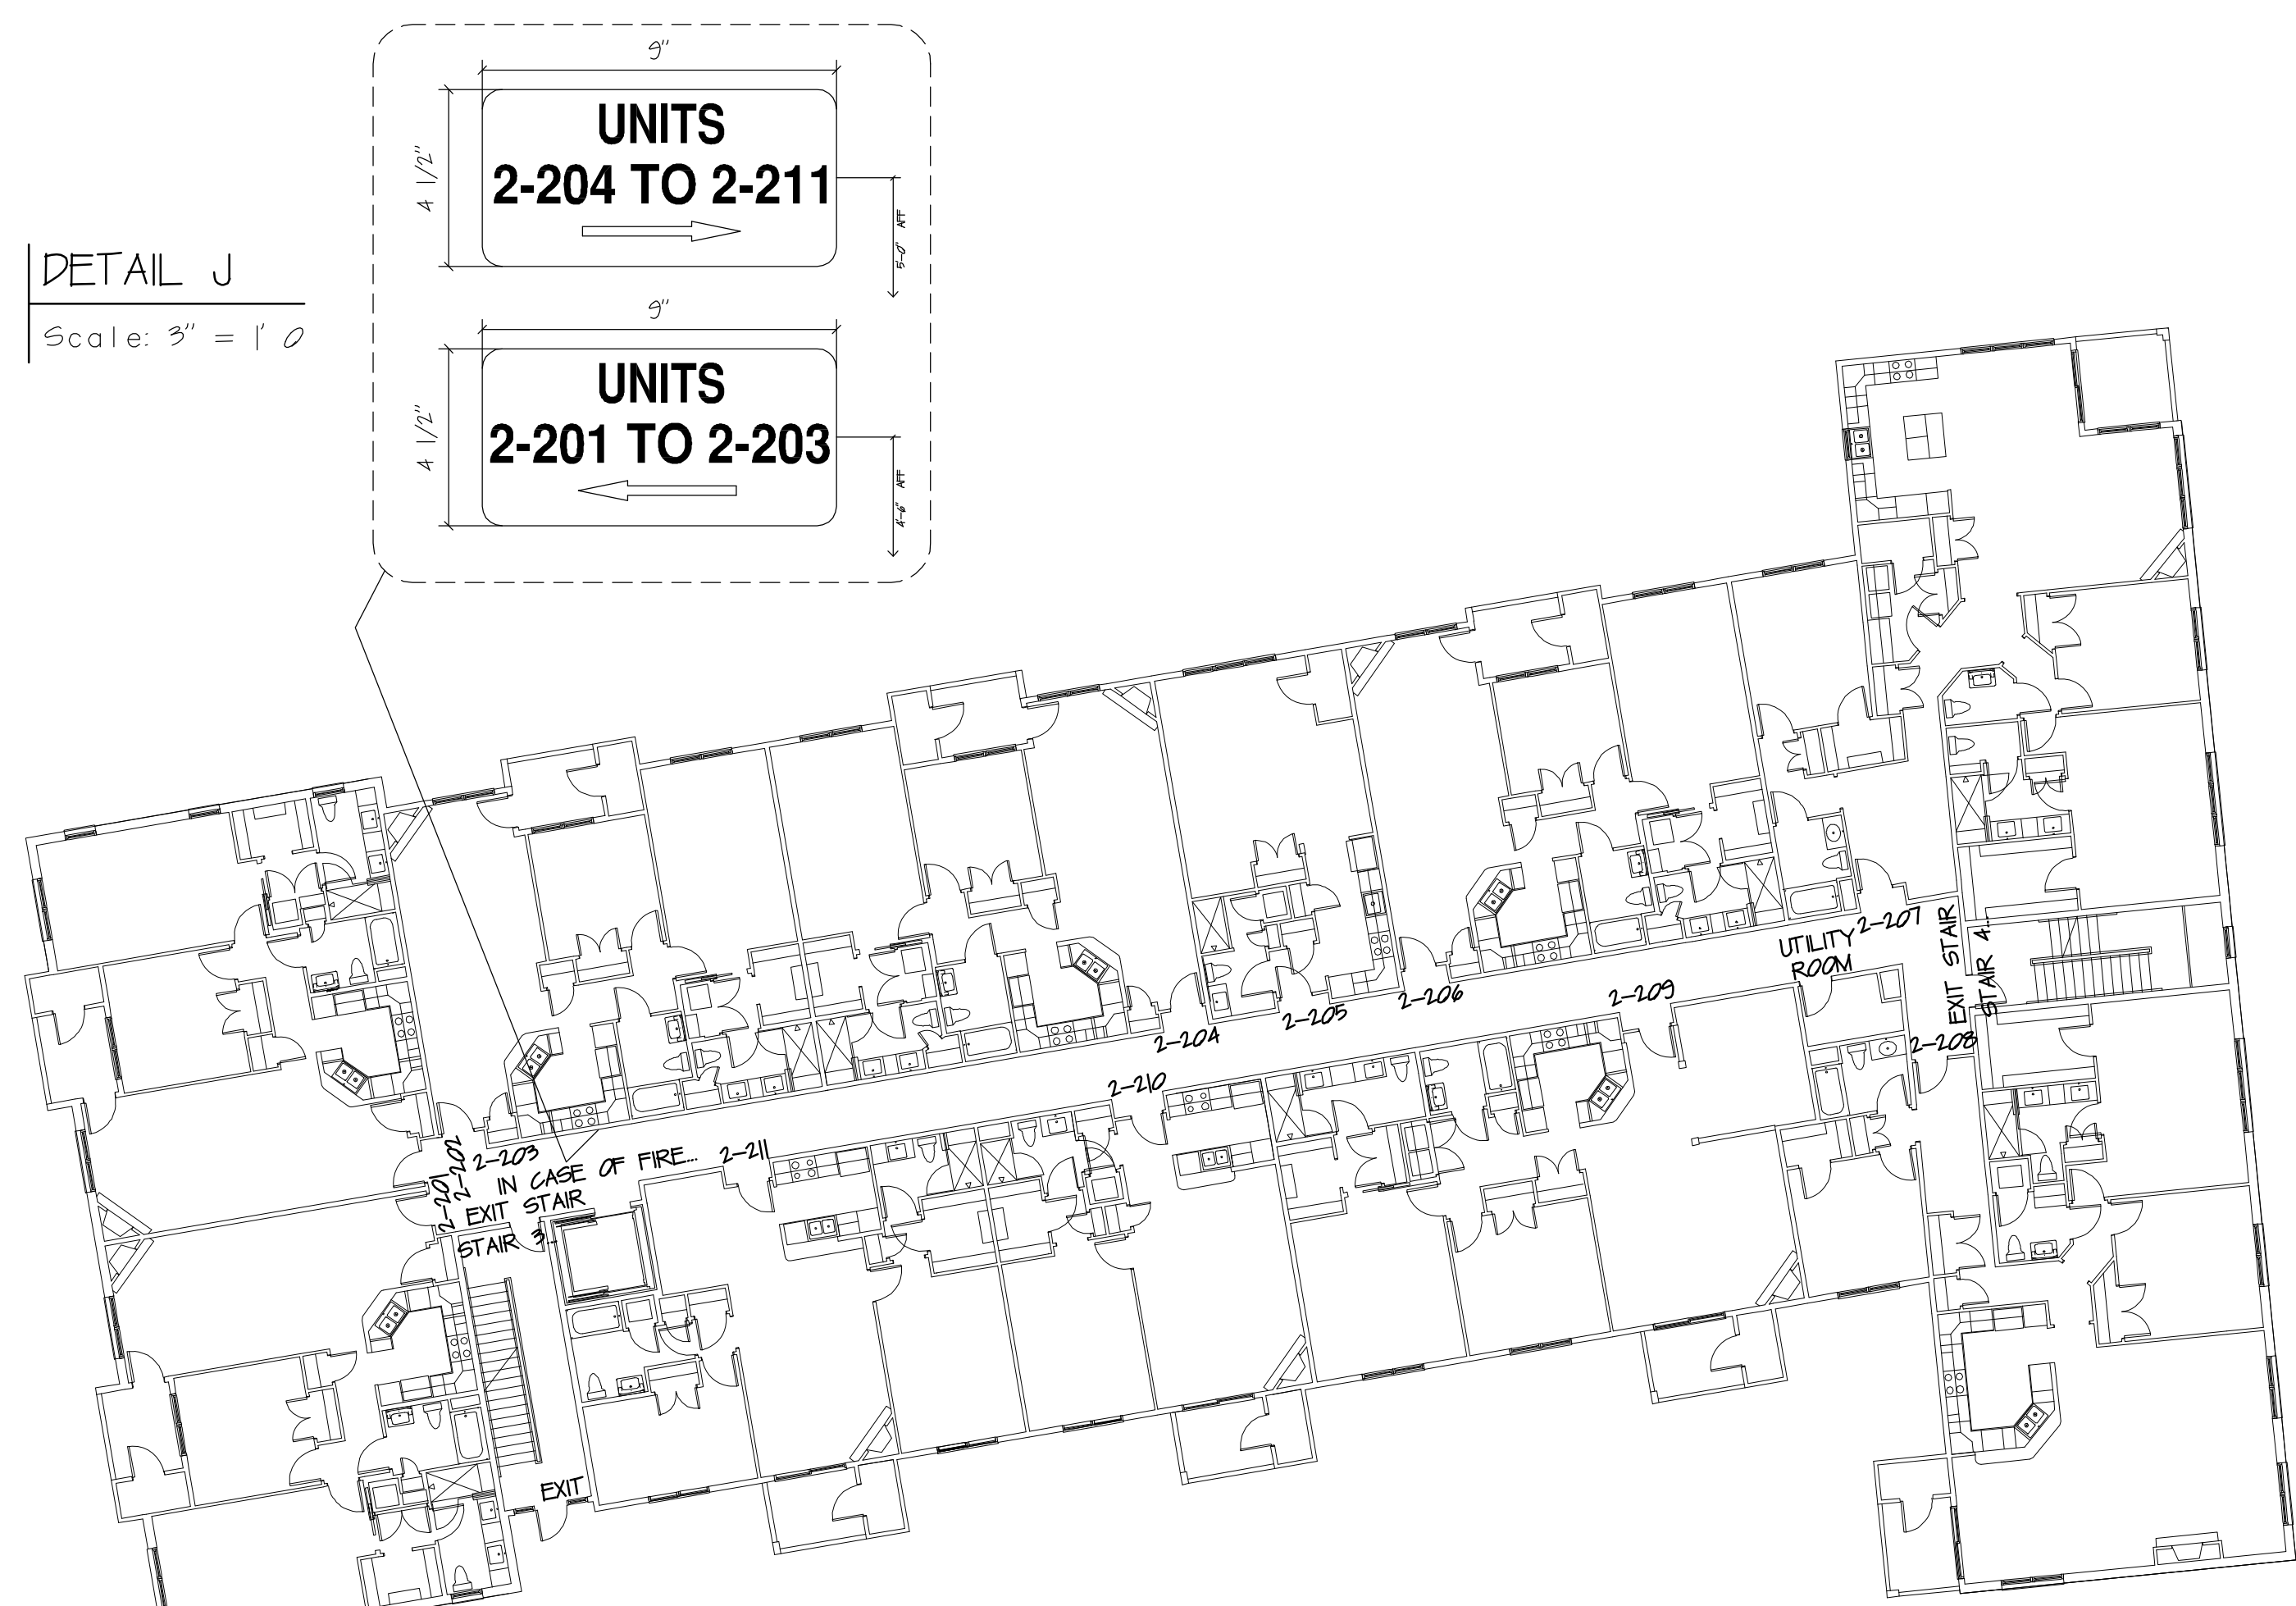 9"
UNITS
2-204 TO 2-211
4 1/2"
5'-0" AFF
DETAIL J
Scale: 3" = 1' 0
9"
UNITS
2-201 TO 2-203
4 1/2"
4'-6" AFF
2-207
UTILITY
ROOM
EXIT STAIR
STAIR 4...
2-206
2-209
2-205
2-204
2-208
2-210
2-211
2-203
2-202
2-201
IN CASE OF FIRE...
EXIT STAIR
STAIR 3...
EXIT